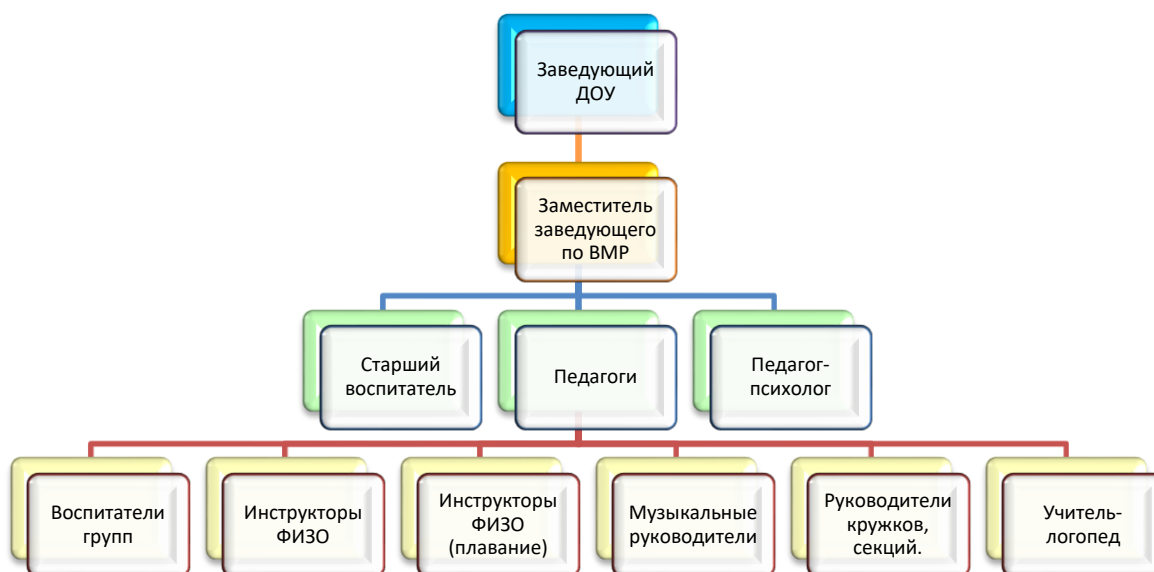 Заведующий
ДОУ
Заместитель
заведующего
по ВМР
Старший
воспитатель
Педагоги
Педагог-
психолог
Воспитатели
групп
Инструкторы
ФИЗО
Инструкторы
ФИЗО
(плавание)
Музыкальные
руководители
Руководители
кружков,
секций.
Учитель-
логопед